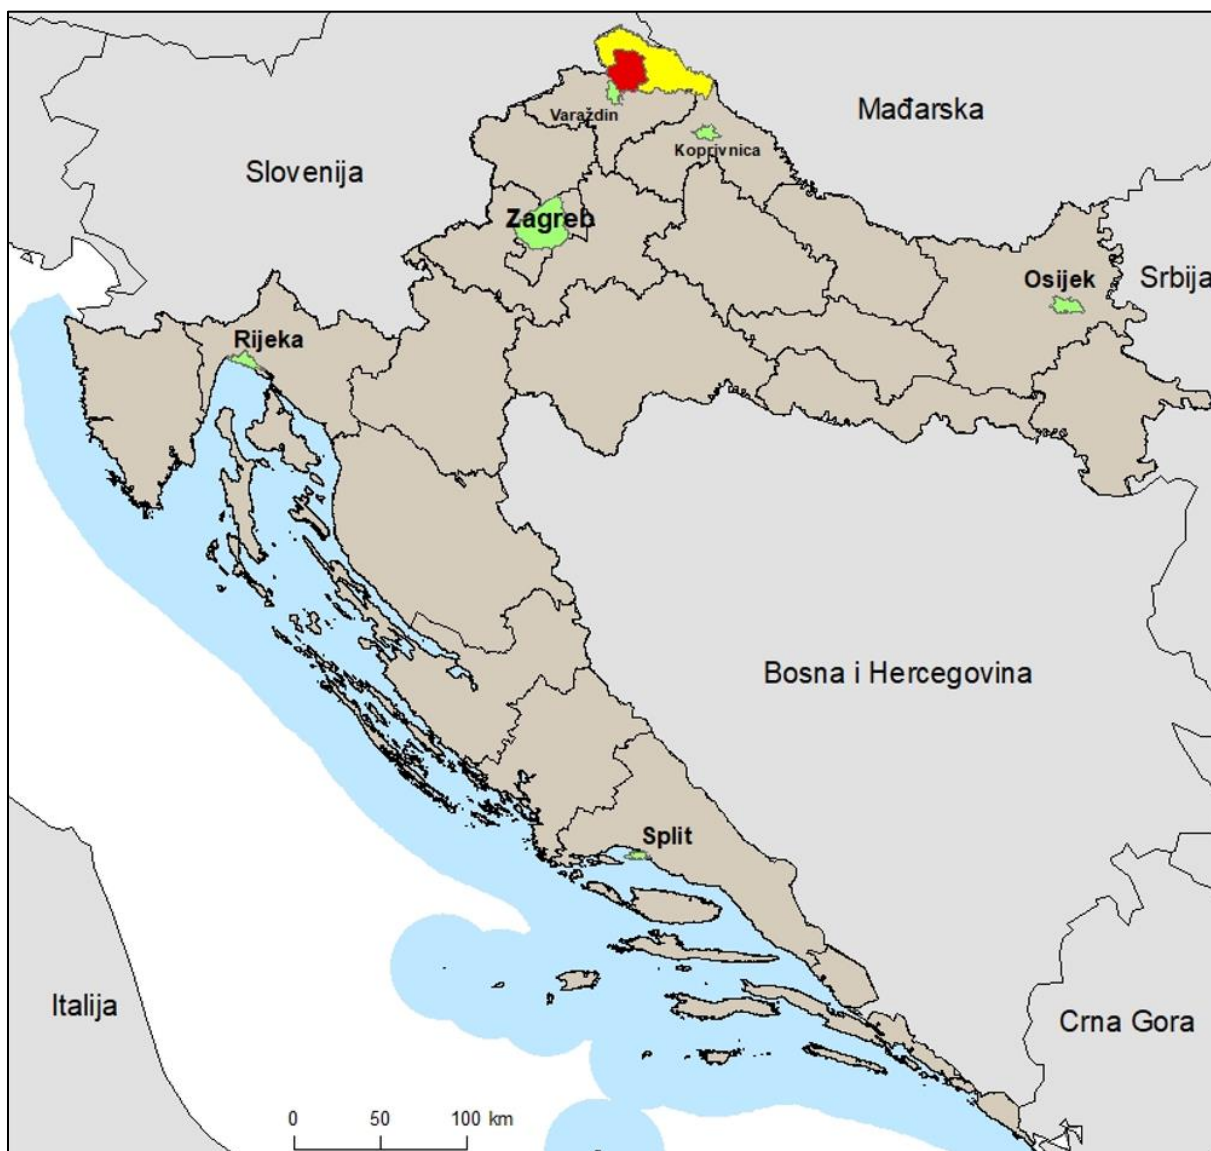 Mađarska
Varaždin
Koprivnica
Slovenija
Zagreb
Osijek
Srbija
Rijeka
Bosna i Hercegovina
Split
Italija
Crna Gora
0 50 100 km